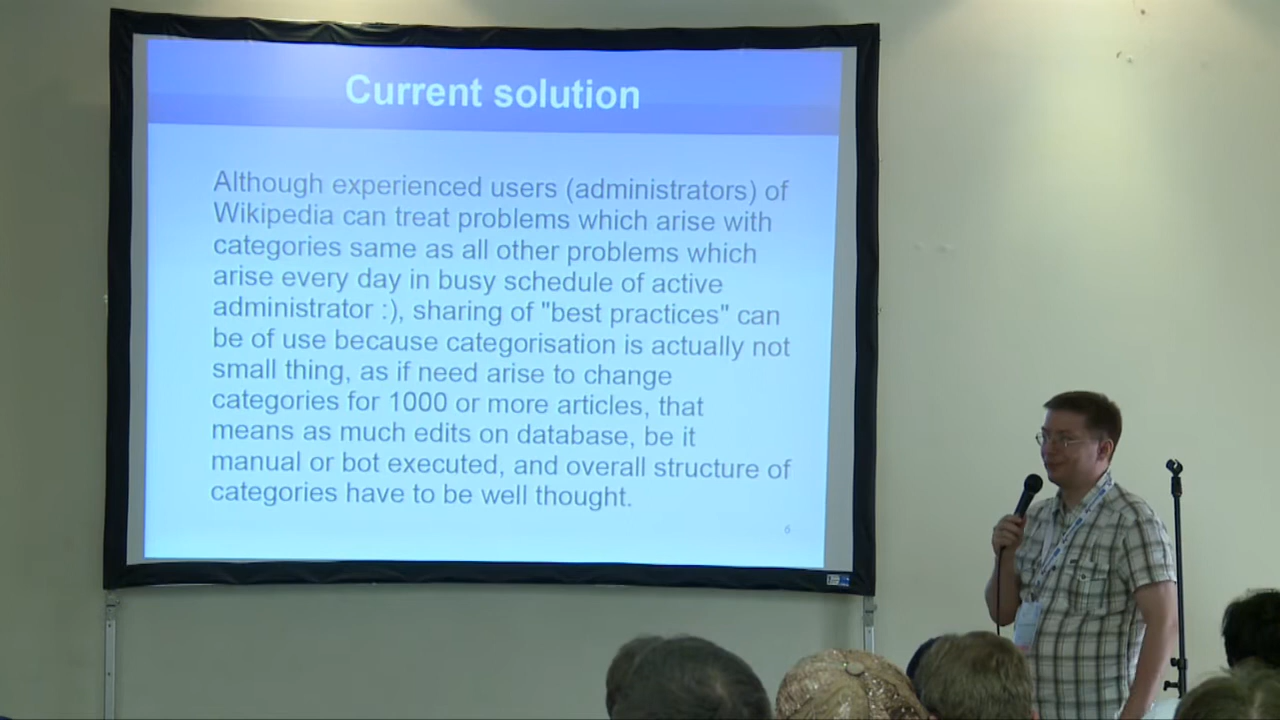 Current solution
Although experienced users (administrators) of
Wikipedia can treat problems which arise with
categories same as all other problems which
arise every day in busy schedule of active
administrator :), sharing of "best practices" can
be of use because categorisation is actually not
small thing, as if need arise to change
categories for 1000 or more articles, that
means as much edits on database, be it
manual or bot executed, and overall structure of
categories have to be well thought.
6